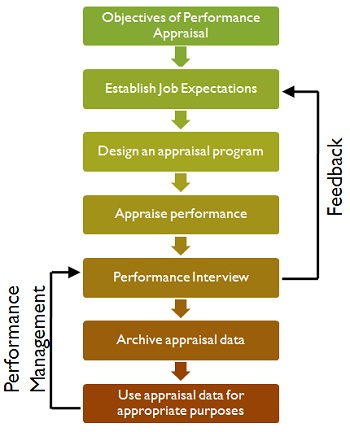 Objectives of Performance
Appraisal
Establish Job Expectations
Design an appraisal program
Appraise performance
Performance Interview
Archive appraisal data
Use appraisal data for
appropriate purposes
Feedback
Performance
Management